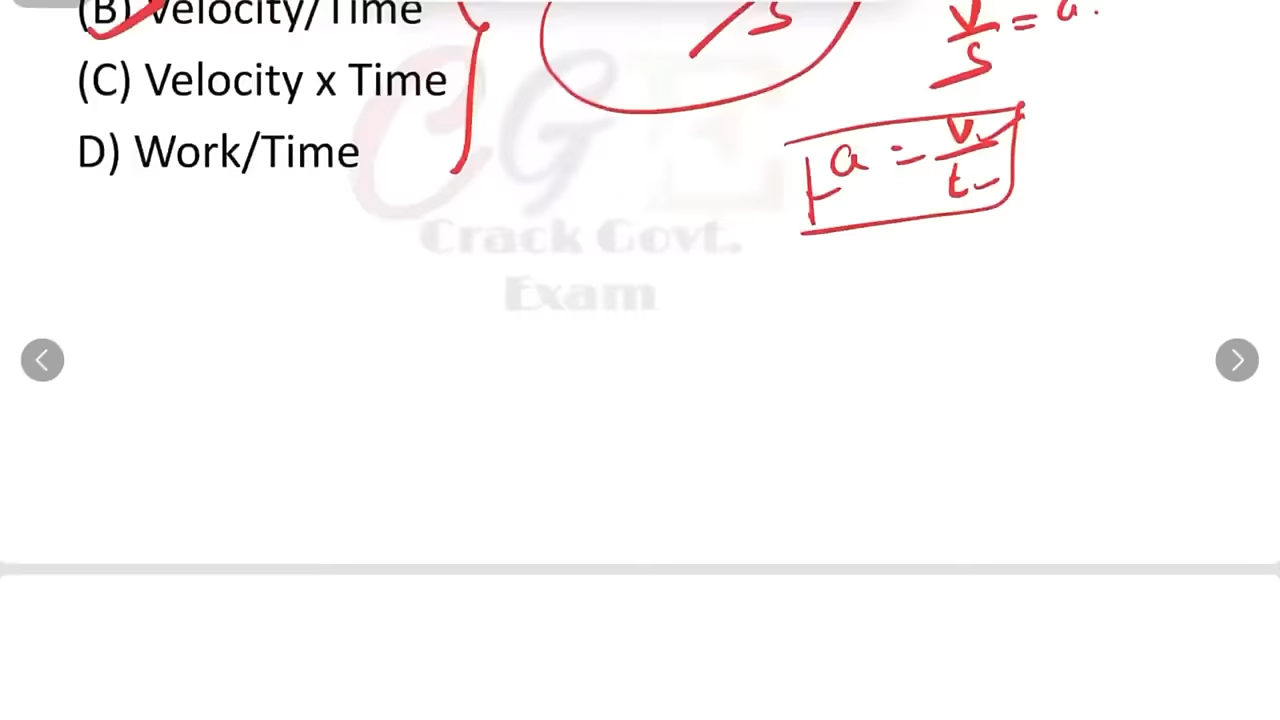 (B) Velocity/Time
(C) Velocity x Time
D) Work/Time
s
v/s = a
a = v/t
Crack Govt.
Exam